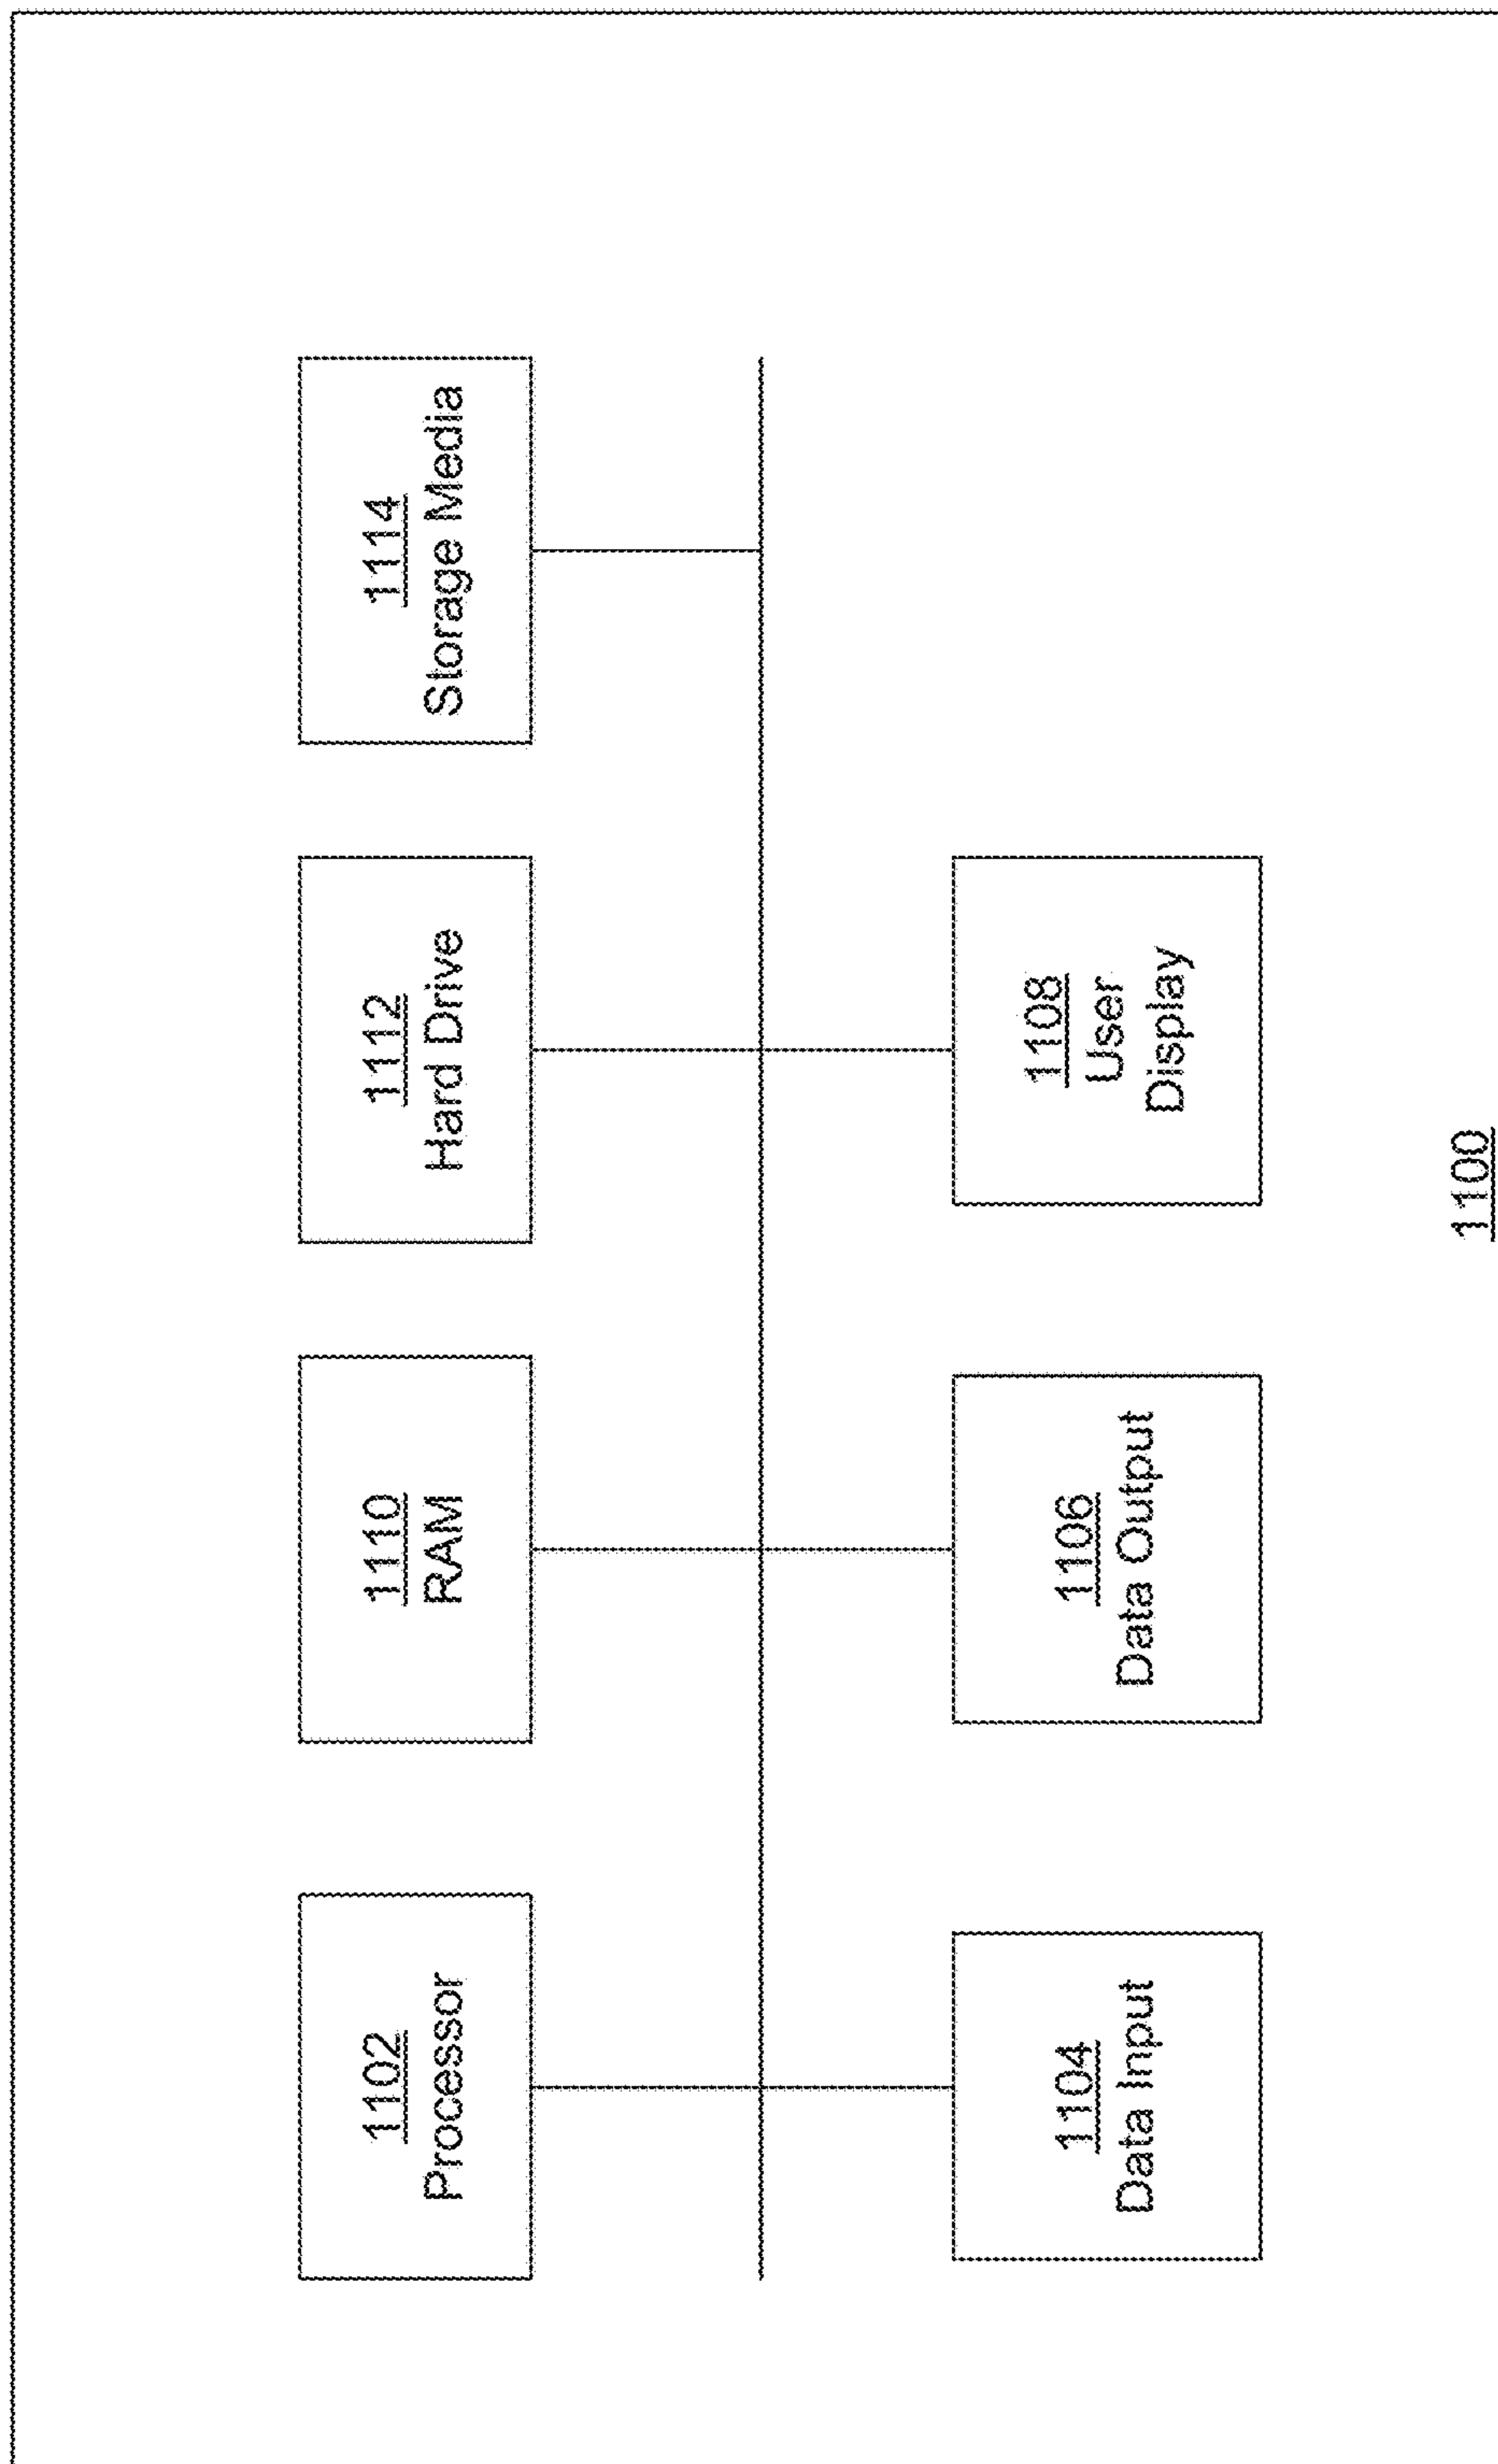 1102
Processor
1110
RAM
1112
Hard Drive
1114
Storage Media
1104
Data Input
1106
Data Output
1108
User
Display
1100